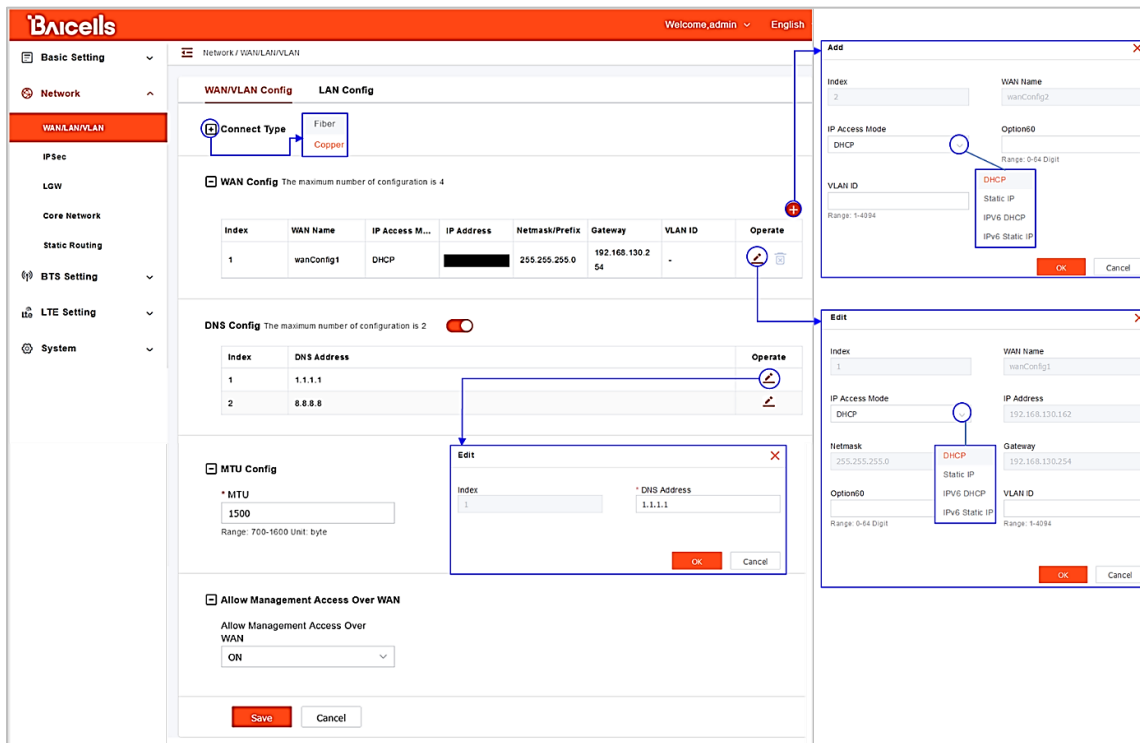 BAICELLS
Welcome,admin
English
Basic Setting
Network
WAN/LAN/VLAN
IPSec
LGW
Core Network
Static Routing
BTS Setting
LTE Setting
System
Network / WAN/LAN/VLAN
WAN/VLAN Config
LAN Config
Connect Type
Fiber
Copper
WAN Config The maximum number of configuration is 4
Index WAN Name IP Access M... IP Address Netmask/Prefix Gateway VLAN ID Operate
1 wanConfig1 DHCP 255.255.255.0 192.168.130.2
54 -
DNS Config The maximum number of configuration is 2
Index DNS Address Operate
1 1.1.1.1
2 8.8.8.8
MTU Config
* MTU
1500
Range: 700-1600 Unit: byte
Edit
Index * DNS Address
1 1.1.1.1
OK Cancel
Allow Management Access Over WAN
Allow Management Access Over
WAN
ON
Save Cancel
Add
Index WAN Name
2 wanConfig2
IP Access Mode Option60
DHCP
Range: 0-64 Digit
VLAN ID
Range: 1-4094
DHCP
Static IP
IPV6 DHCP
IPv6 Static IP
OK Cancel
Edit
Index WAN Name
1 wanConfig1
IP Access Mode IP Address
DHCP 192.168.130.162
Netmask Gateway
255.255.255.0 192.168.130.254
DHCP
Static IP
IPV6 DHCP
IPv6 Static IP
Option60 VLAN ID
Range: 0-64 Digit Range: 1-4094
OK Cancel